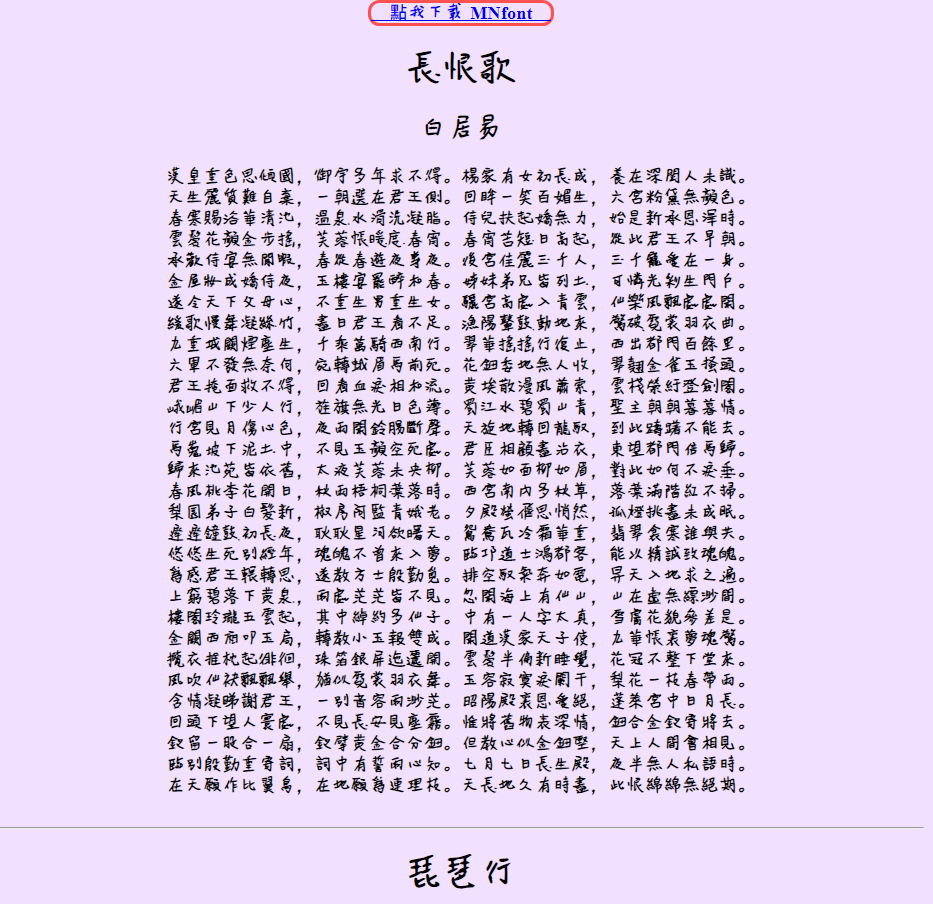 點我下載 MNfont
長恨歌
白居易
漢皇重色思傾國，御宇多年求不得。楊家有女初長成，養在深閨人未識。
天生麗質難自棄，一朝選在君王側。回眸一笑百媚生，六宮粉黛無顏色。
春寒賜浴華清池，溫泉水滑洗凝脂。侍兒扶起嬌無力，始是新承恩澤時。
雲鬢花顏金步搖，芙蓉帳暖度春宵。春宵苦短日高起，從此君王不早朝。
承歡侍宴無閒暇，春從春遊夜專夜。後宮佳麗三千人，三千寵愛在一身。
金屋妝成嬌侍夜，玉樓宴罷醉和春。姊妹弟兄皆列土，可憐光彩生門戶。
遂令天下父母心，不重生男重生女。驪宮高處入青雲，仙樂風飄處處聞。
緩歌慢舞凝絲竹，盡日君王看不足。漁陽鼙鼓動地來，驚破霓裳羽衣曲。
九重城闕煙塵生，千乘萬騎西南行。翠華搖搖行復止，西出都門百餘里。
六軍不發無奈何，宛轉蛾眉馬前死。花鈿委地無人收，翠翹金雀玉搔頭。
君王掩面救不得，回看血淚相和流。黃埃散漫風蕭索，雲棧縈紆登劍閣。
峨嵋山下少人行，旌旗無光日色薄。蜀江水碧蜀山青，聖主朝朝暮暮情。
行宮見月傷心色，夜雨聞鈴腸斷聲。天旋地轉回龍馭，到此躊躇不能去。
馬嵬坡下泥土中，不見玉顏空死處。君臣相顧盡沾衣，東望都門信馬歸。
歸來池苑皆依舊，太液芙蓉未央柳。芙蓉如面柳如眉，對此如何不淚垂。
春風桃李花開日，秋雨梧桐葉落時。西宮南內多秋草，落葉滿階紅不掃。
梨園弟子白髮新，椒房阿監青娥老。夕殿螢飛思悄然，孤燈挑盡未成眠。
遲遲鐘鼓初長夜，耿耿星河欲曙天。鴛鴦瓦冷霜華重，翡翠衾寒誰與共。
悠悠生死別經年，魂魄不曾來入夢。臨邛道士鴻都客，能以精誠致魂魄。
為感君王輾轉思，遂教方士殷勤覓。排空馭氣奔如電，昇天入地求之遍。
上窮碧落下黃泉，兩處茫茫皆不見。忽聞海上有仙山，山在虛無縹緲間。
樓閣玲瓏五雲起，其中綽約多仙子。中有一人字太真，雪膚花貌參差是。
金闕西廂叩玉扃，轉教小玉報雙成。聞道漢家天子使，九華帳裏夢魂驚。
攬衣推枕起徘徊，珠箔銀屏迤邐開。雲鬢半偏新睡覺，花冠不整下堂來。
風吹仙袂飄飄舉，猶似霓裳羽衣舞。玉容寂寞淚闌干，梨花一枝春帶雨。
含情凝睇謝君王，一別音容兩渺茫。昭陽殿裏恩愛絕，蓬萊宮中日月長。
回頭下望人寰處，不見長安見塵霧。惟將舊物表深情，鈿合金釵寄將去。
釵留一股合一扇，釵擘黃金合分鈿。但教心似金鈿堅，天上人間會相見。
臨別殷勤重寄詞，詞中有誓兩心知。七月七日長生殿，夜半無人私語時。
在天願作比翼鳥，在地願為連理枝。天長地久有時盡，此恨綿綿無絕期。
琵琶行